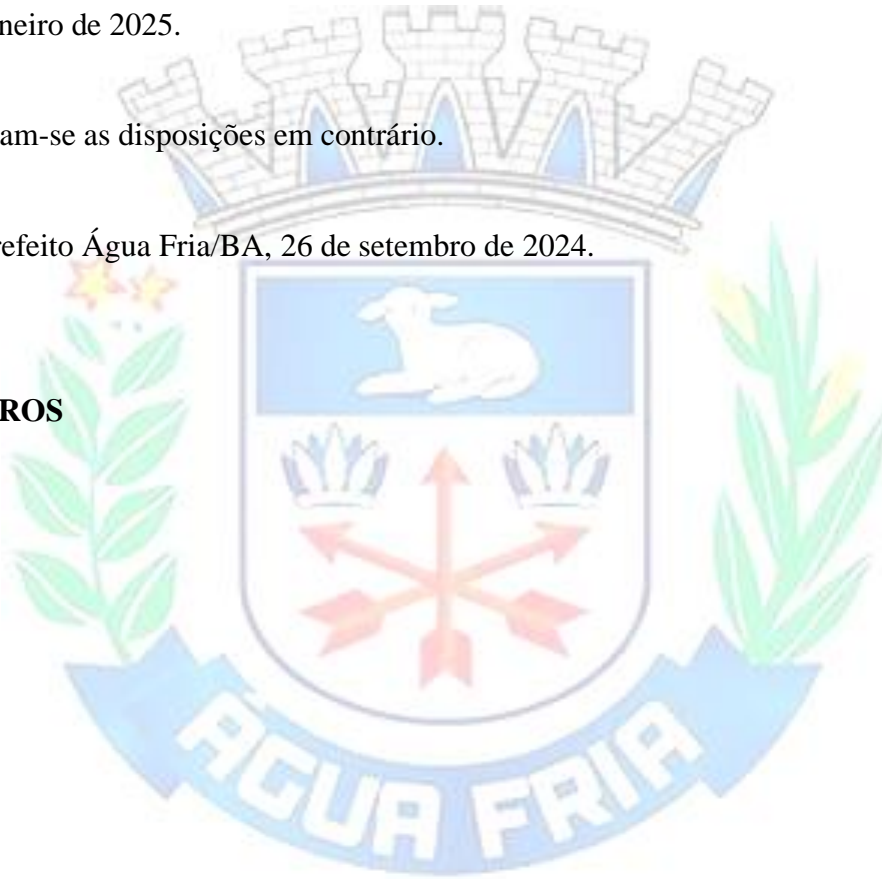 neiro de 2025.
am-se as disposições em contrário.
refeito Água Fria/BA, 26 de setembro de 2024.
ROS
ÁGUA FRIA